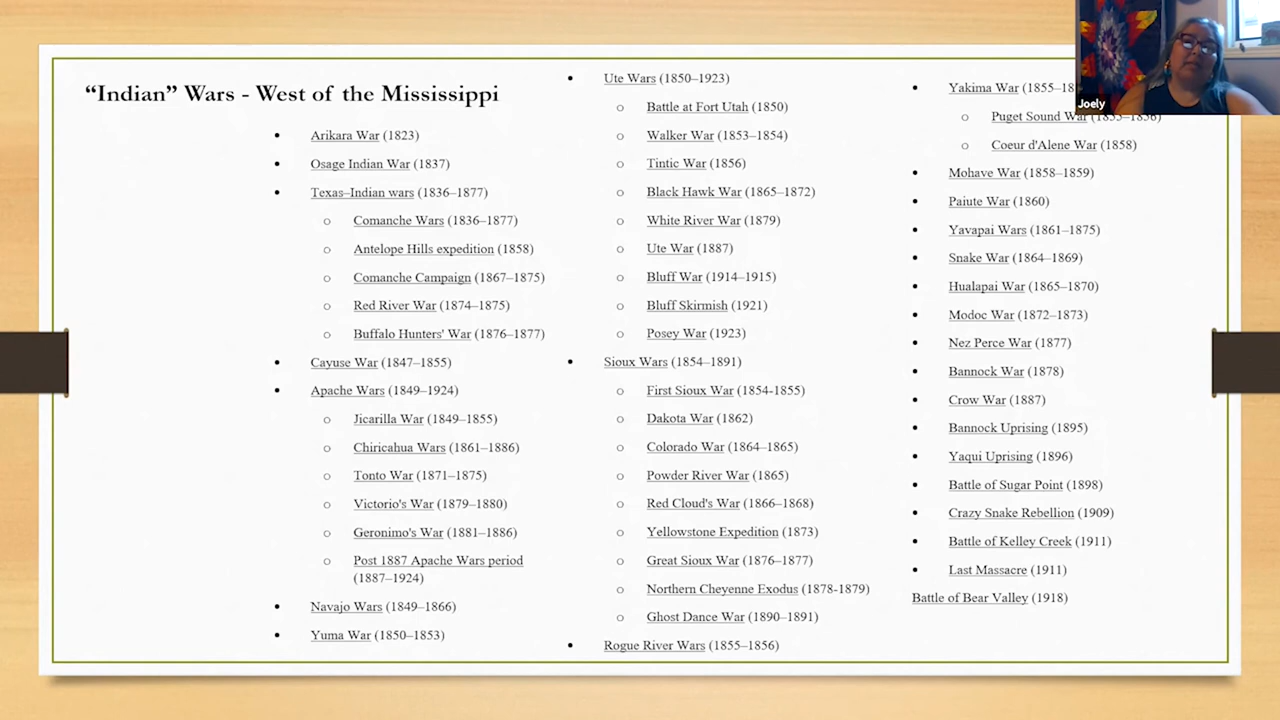 “Indian” Wars - West of the Mississippi
• Arikara War (1823)
• Osage Indian War (1837)
• Texas–Indian wars (1836–1877)
o Comanche Wars (1836–1877)
o Antelope Hills expedition (1858)
o Comanche Campaign (1867–1875)
o Red River War (1874–1875)
o Buffalo Hunters' War (1876–1877)
• Cayuse War (1847–1855)
• Apache Wars (1849–1924)
o Jicarilla War (1849–1855)
o Chiricahua Wars (1861–1886)
o Tonto War (1871–1875)
o Victorio's War (1879–1880)
o Geronimo's War (1881–1886)
o Post 1887 Apache Wars period
(1887–1924)
• Navajo Wars (1849–1866)
• Yuma War (1850–1853)
• Ute Wars (1850–1923)
o Battle at Fort Utah (1850)
o Walker War (1853–1854)
o Tintic War (1856)
o Black Hawk War (1865–1872)
o White River War (1879)
o Ute War (1887)
o Bluff War (1914–1915)
o Bluff Skirmish (1921)
o Posey War (1923)
• Sioux Wars (1854–1891)
o First Sioux War (1854-1855)
o Dakota War (1862)
o Colorado War (1864–1865)
o Powder River War (1865)
o Red Cloud's War (1866–1868)
o Yellowstone Expedition (1873)
o Great Sioux War (1876–1877)
o Northern Cheyenne Exodus (1878-1879)
o Ghost Dance War (1890–1891)
• Rogue River Wars (1855–1856)
• Yakima War (1855–18
o Puget Sound War (1855–1856)
o Coeur d'Alene War (1858)
• Mohave War (1858–1859)
• Paiute War (1860)
• Yavapai Wars (1861–1875)
• Snake War (1864–1869)
• Hualapai War (1865–1870)
• Modoc War (1872–1873)
• Nez Perce War (1877)
• Bannock War (1878)
• Crow War (1887)
• Bannock Uprising (1895)
• Yaqui Uprising (1896)
• Battle of Sugar Point (1898)
• Crazy Snake Rebellion (1909)
• Battle of Kelley Creek (1911)
• Last Massacre (1911)
Battle of Bear Valley (1918)
Joely